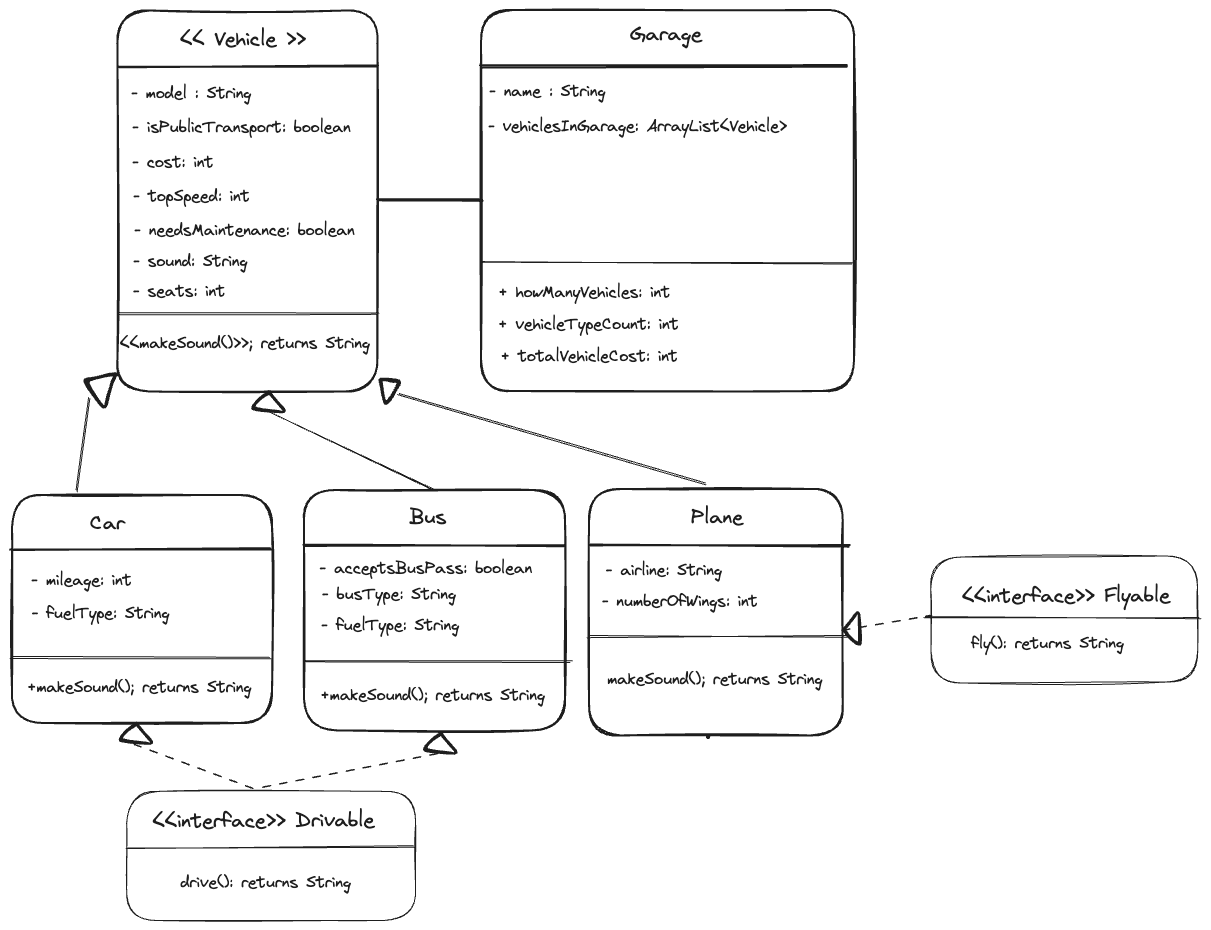 << Vehicle >>
- model : String
- isPublicTransport: boolean
- cost: int
- topSpeed: int
- needsMaintenance: boolean
- sound: String
- seats: int
<<makeSound()>>; returns String
Garage
- name : String
- vehiclesInGarage: ArrayList<Vehicle>
+ howManyVehicles: int
+ vehicleTypeCount: int
+ totalVehicleCost: int
Car
- mileage: int
- fuelType: String
+makeSound(); returns String
Bus
- acceptsBusPass: boolean
- busType: String
- fuelType: String
+makeSound(); returns String
Plane
- airline: String
- numberOfWings: int
makeSound(); returns String
<<interface>> Flyable
fly(): returns String
<<interface>> Drivable
drive(): returns String